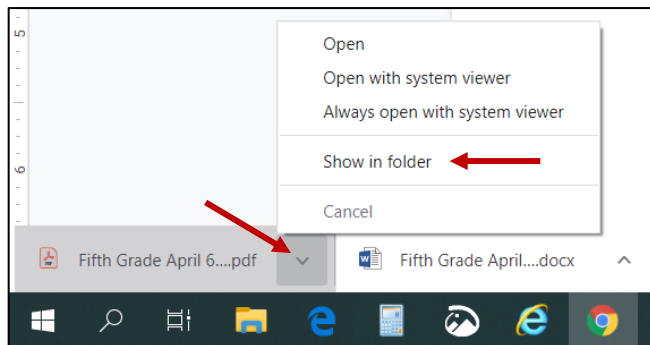 5
Open
Open with system viewer
Always open with system viewer
6
Show in folder
Cancel
Fifth Grade April 6....pdf
Fifth Grade April....docx